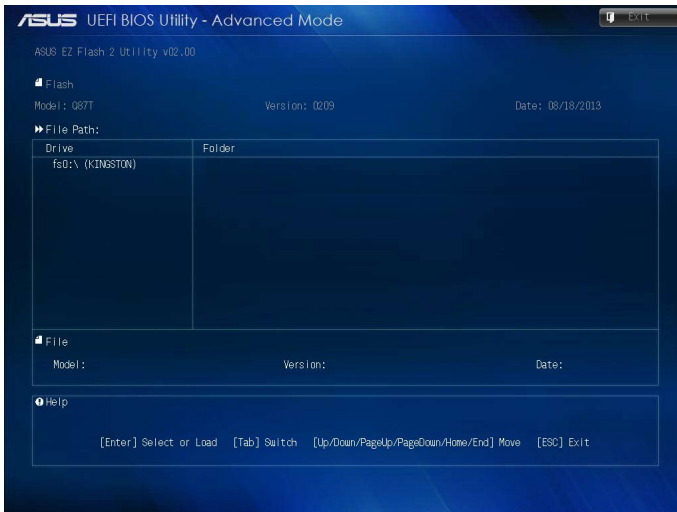 ASUS UEFI BIOS Utility - Advanced Mode
Exit
ASUS EZ Flash 2 Utility v02.00
Flash
Model: Q87T Version: 0209 Date: 08/18/2013
File Path:
Drive Folder
fs0:\ (KINGSTON)
File
Model: Version: Date:
Help
[Enter] Select or Load [Tab] Switch [Up/Down/PageUp/PageDown/Home/End] Move [ESC] Exit